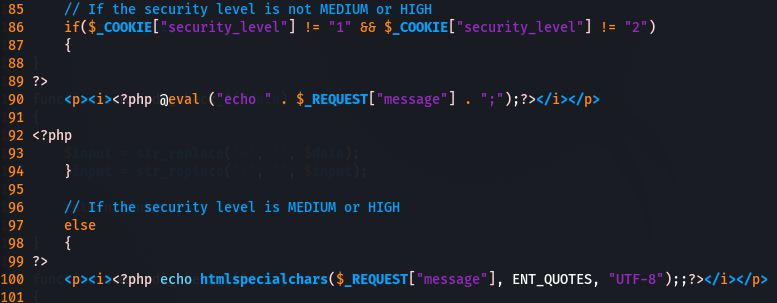 85 // If the security level is not MEDIUM or HIGH
86 if($_COOKIE["security_level"] != "1" && $_COOKIE["security_level"] != "2")
87 {
88
89 ?>
90 <p><i><?php @eval ("echo " . $_REQUEST["message"] . ";");?></i></p>
91
92 <?php
93
94 }
95
96 // If the security level is MEDIUM or HIGH
97 else
98 {
99 ?>
100 <p><i><?php echo htmlspecialchars($_REQUEST["message"], ENT_QUOTES, "UTF-8");;?></i></p>
101